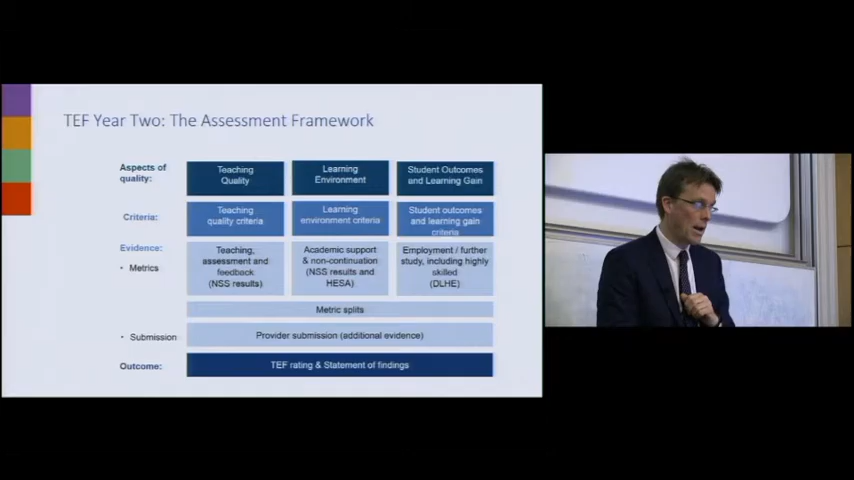 TEF Year Two: The Assessment Framework
Aspects of
quality:
Teaching
Quality
Learning
Environment
Student Outcomes
and Learning Gain
Criteria:
Teaching
quality criteria
Learning
environment criteria
Student outcomes
and learning gain
criteria
Evidence:
• Metrics
Teaching,
assessment and
feedback
(NSS results)
Academic support
& non-continuation
(NSS results and
HESA)
Employment / further
study, including highly
skilled
(DLHE)
Metric splits
• Submission
Provider submission (additional evidence)
Outcome:
TEF rating & Statement of findings